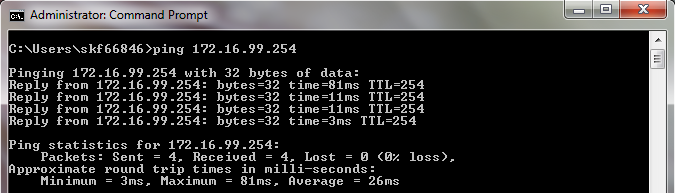 Administrator: Command Prompt
C:\Users\skf66846>ping 172.16.99.254
Pinging 172.16.99.254 with 32 bytes of data:
Reply from 172.16.99.254: bytes=32 time=81ms TTL=254
Reply from 172.16.99.254: bytes=32 time=11ms TTL=254
Reply from 172.16.99.254: bytes=32 time=11ms TTL=254
Reply from 172.16.99.254: bytes=32 time=3ms TTL=254
Ping statistics for 172.16.99.254:
    Packets: Sent = 4, Received = 4, Lost = 0 (0% loss),
Approximate round trip times in milli-seconds:
    Minimum = 3ms, Maximum = 81ms, Average = 26ms